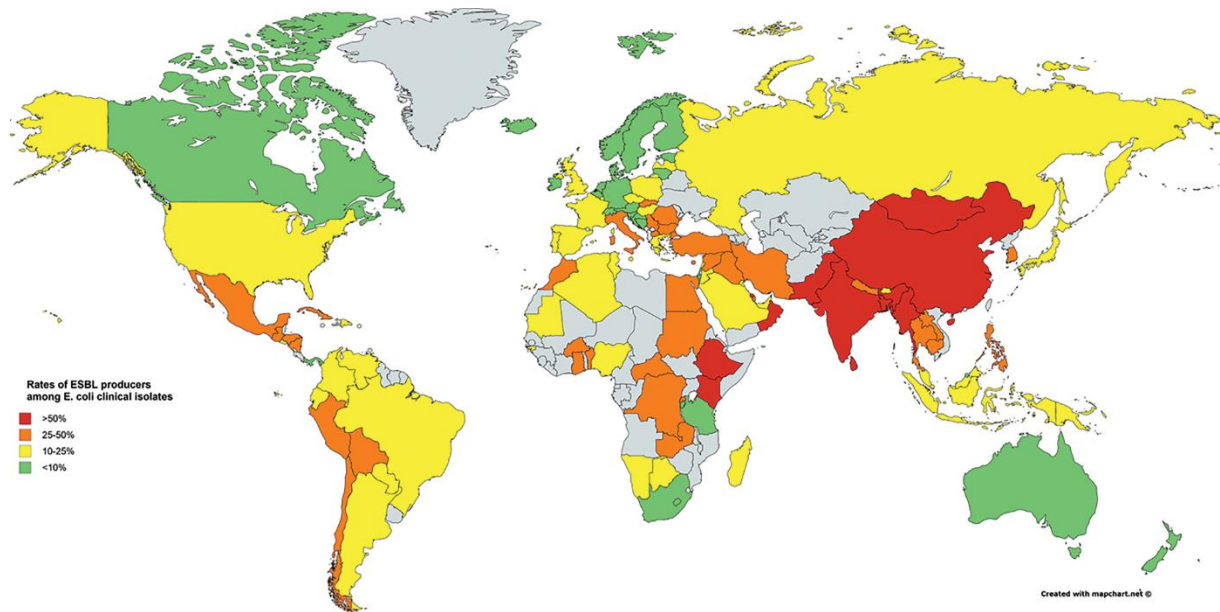 Rates of ESBL producers
among E. coli clinical isolates
>50%
25-50%
10-25%
<10%
Created with mapchart.net ©